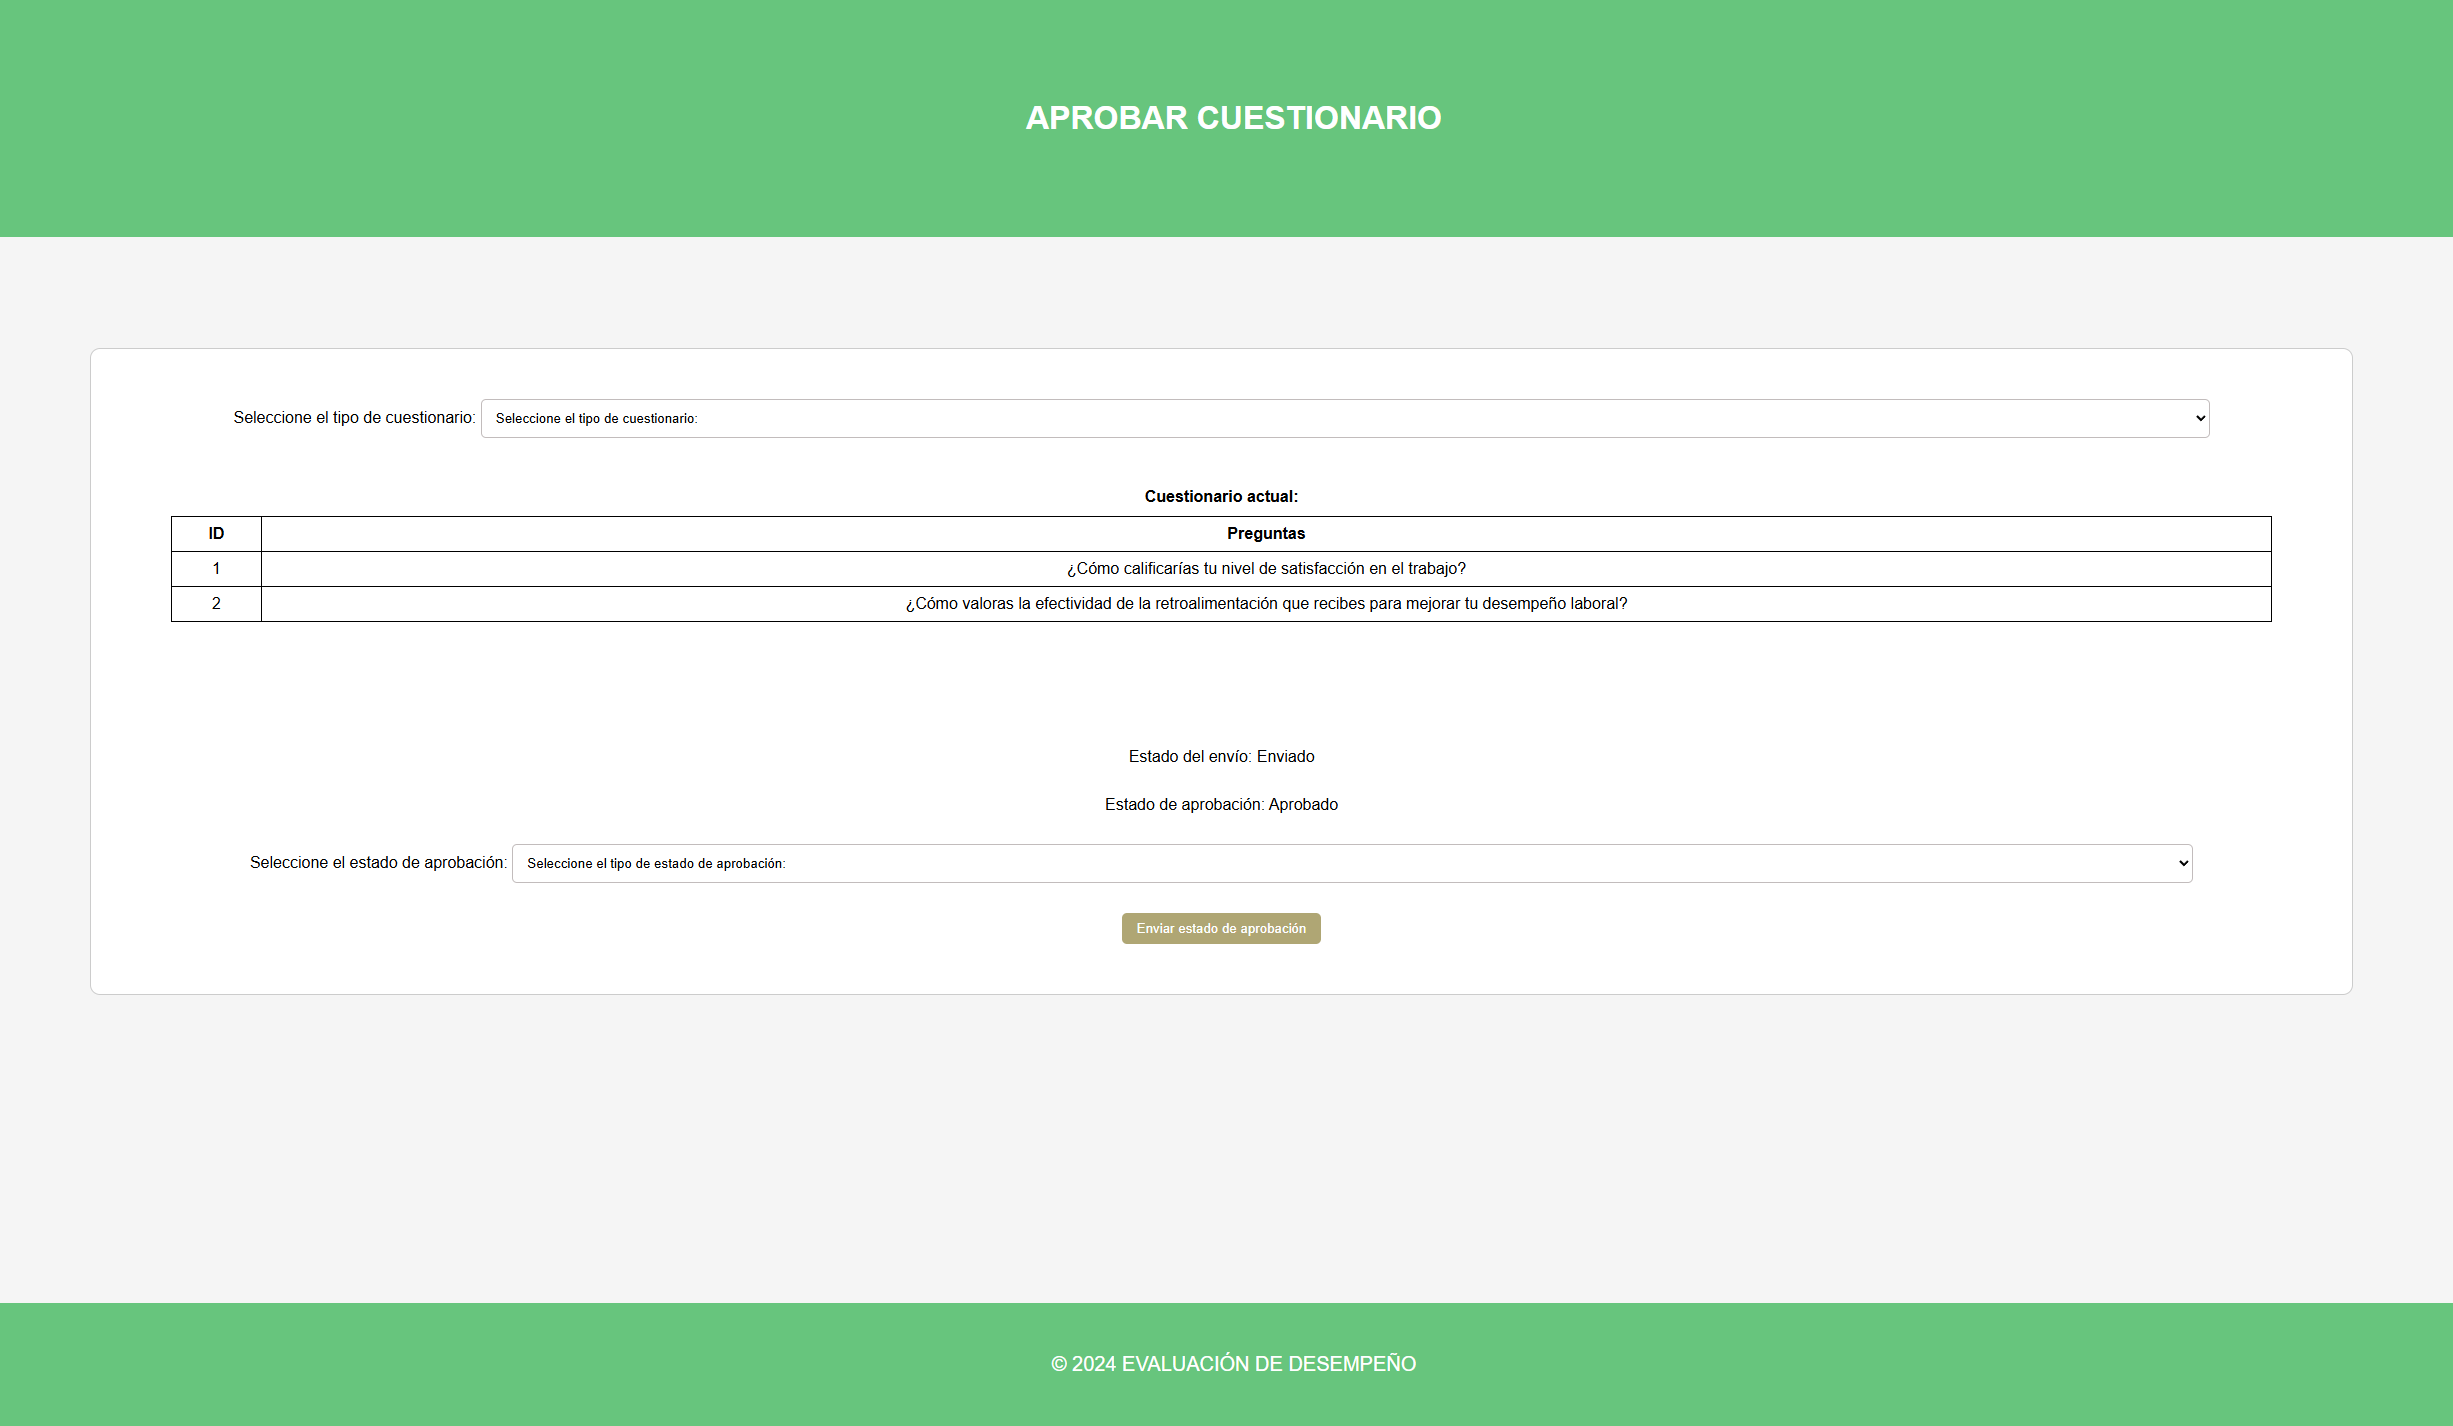 APROBAR CUESTIONARIO
Seleccione el tipo de cuestionario: Seleccione el tipo de cuestionario:
Cuestionario actual:
ID Preguntas
1 ¿Cómo calificarías tu nivel de satisfacción en el trabajo?
2 ¿Cómo valoras la efectividad de la retroalimentación que recibes para mejorar tu desempeño laboral?
Estado del envío: Enviado
Estado de aprobación: Aprobado
Seleccione el estado de aprobación: Seleccione el tipo de estado de aprobación:
Enviar estado de aprobación
© 2024 EVALUACIÓN DE DESEMPEÑO